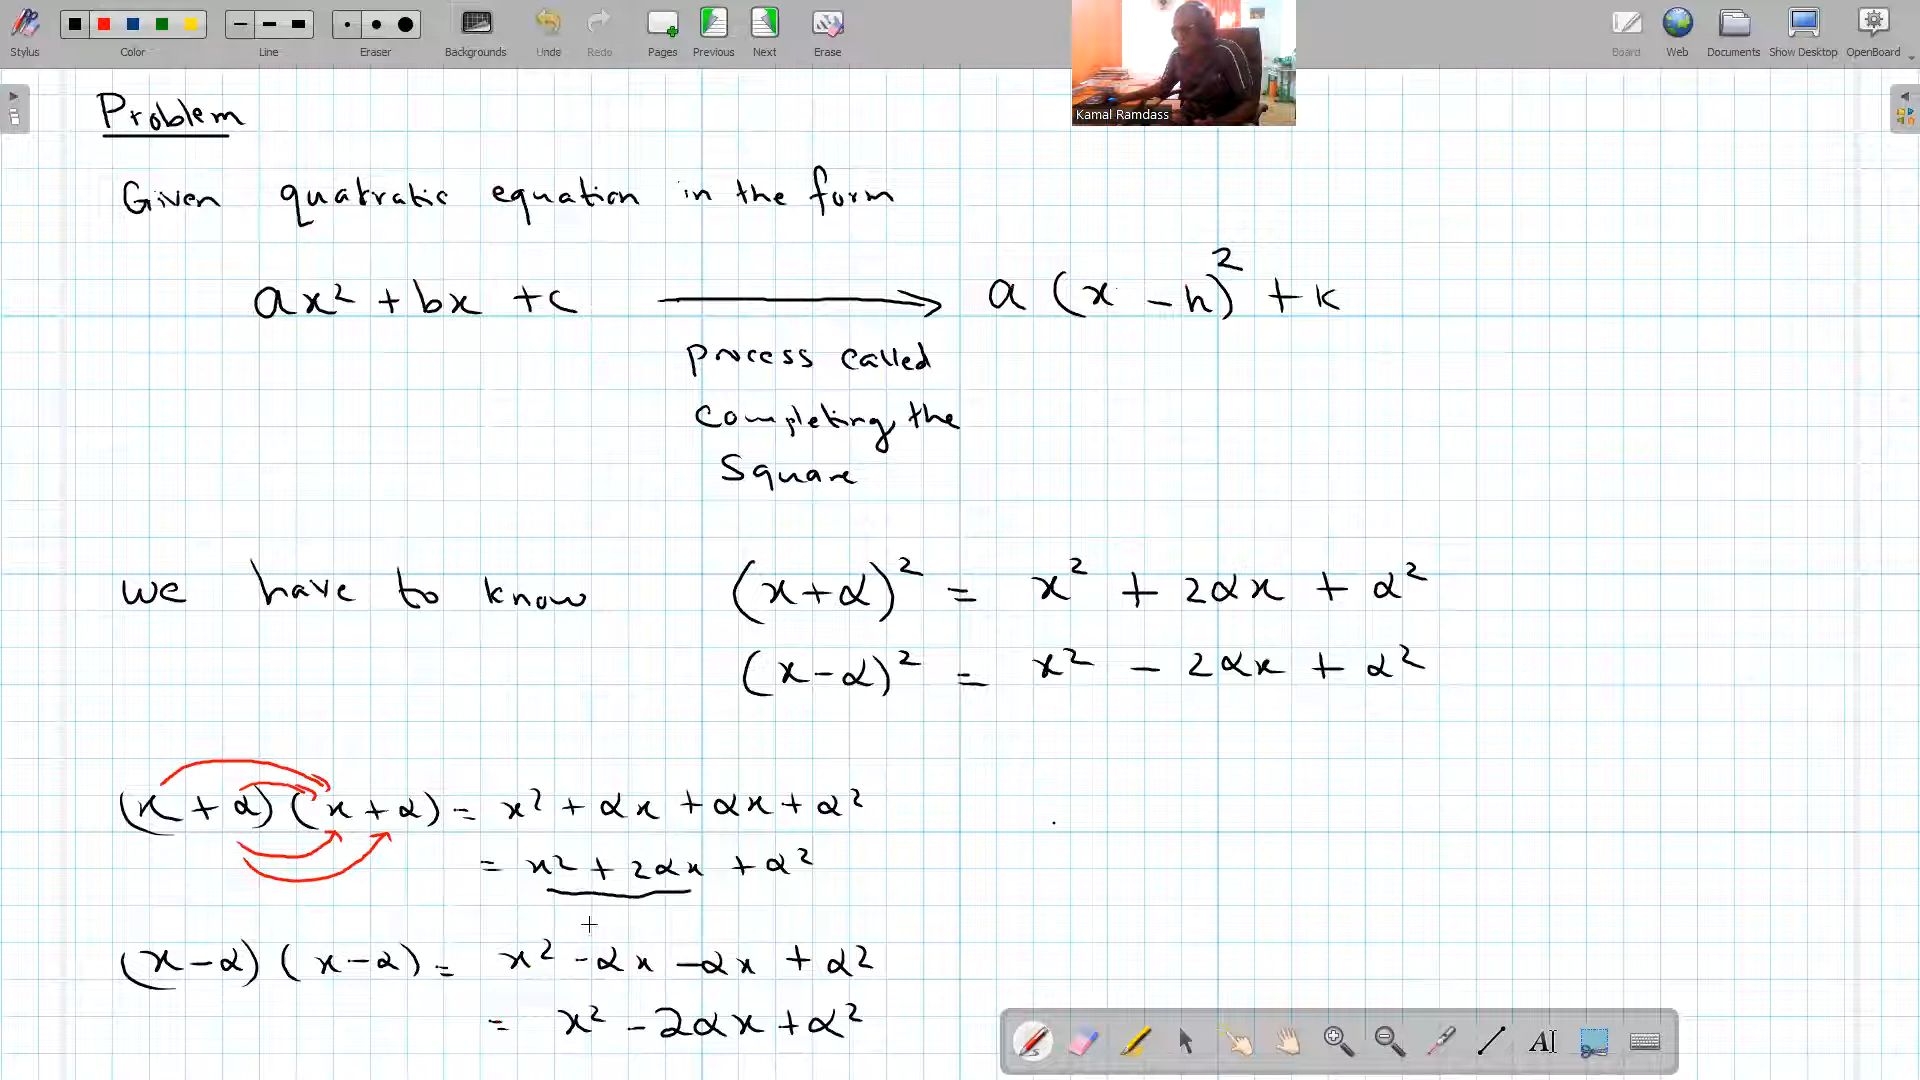 Stylus Color Line Eraser Backgrounds Undo Redo Pages Previous Next Erase Board Web Documents Show Desktop OpenBoard
Kamal Ramdass
Problem
Given quatratic equation in the form
ax² + bx + c ⟶ a (x - h)² + k
process called
Completing the
Square
we have to know (x+α)² = x² + 2αx + α²
(x-α)² = x² - 2αx + α²
(x + α)(x + α) = x² + αx + αx + α²
= x² + 2αx + α²
(x - α)(x - α) = x² - αx - αx + α²
= x² - 2αx + α²